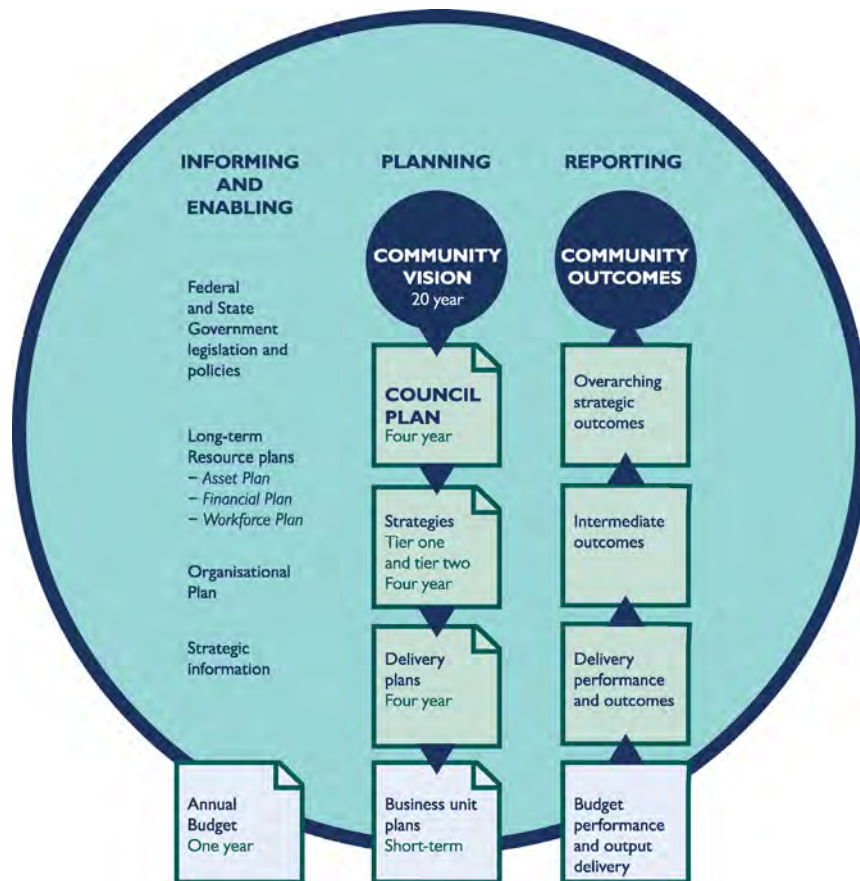 INFORMING
AND
ENABLING
Federal
and State
Government
legislation and
policies
Long-term
Resource plans
– Asset Plan
– Financial Plan
– Workforce Plan
Organisational
Plan
Strategic
information
Annual
Budget
One year
PLANNING
COMMUNITY
VISION
20 year
COUNCIL
PLAN
Four year
Strategies
Tier one
and tier two
Four year
Delivery
plans
Four year
Business unit
plans
Short-term
REPORTING
COMMUNITY
OUTCOMES
Overarching
strategic
outcomes
Intermediate
outcomes
Delivery
performance
and outcomes
Budget
performance
and output
delivery